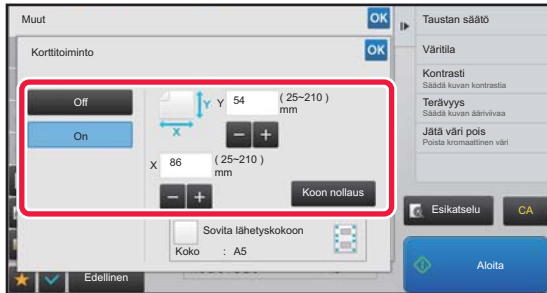 Muut
OK
Taustan säätö
Korttitoiminto
OK
Väritila
Kontrasti
Säädä kuvan kontrastia
Terävyys
Säädä kuvan ääriviivaa
Jätä väri pois
Poista kromaattinen väri
Off
On
Y
X
Y 54 (25~210)
mm
X 86 (25~210)
mm
Koon nollaus
Sovita lähetyskokoon
Koko : A5
Esikatselu
CA
Edellinen
Aloita